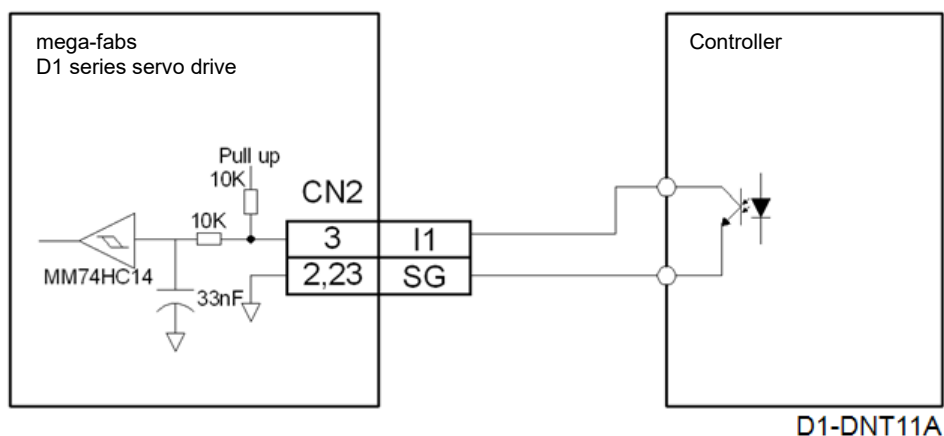 mega-fabs
D1 series servo drive
Controller
Pull up
10K
CN2
10K
3
I1
MM74HC14
2,23
SG
33nF
D1-DNT11A